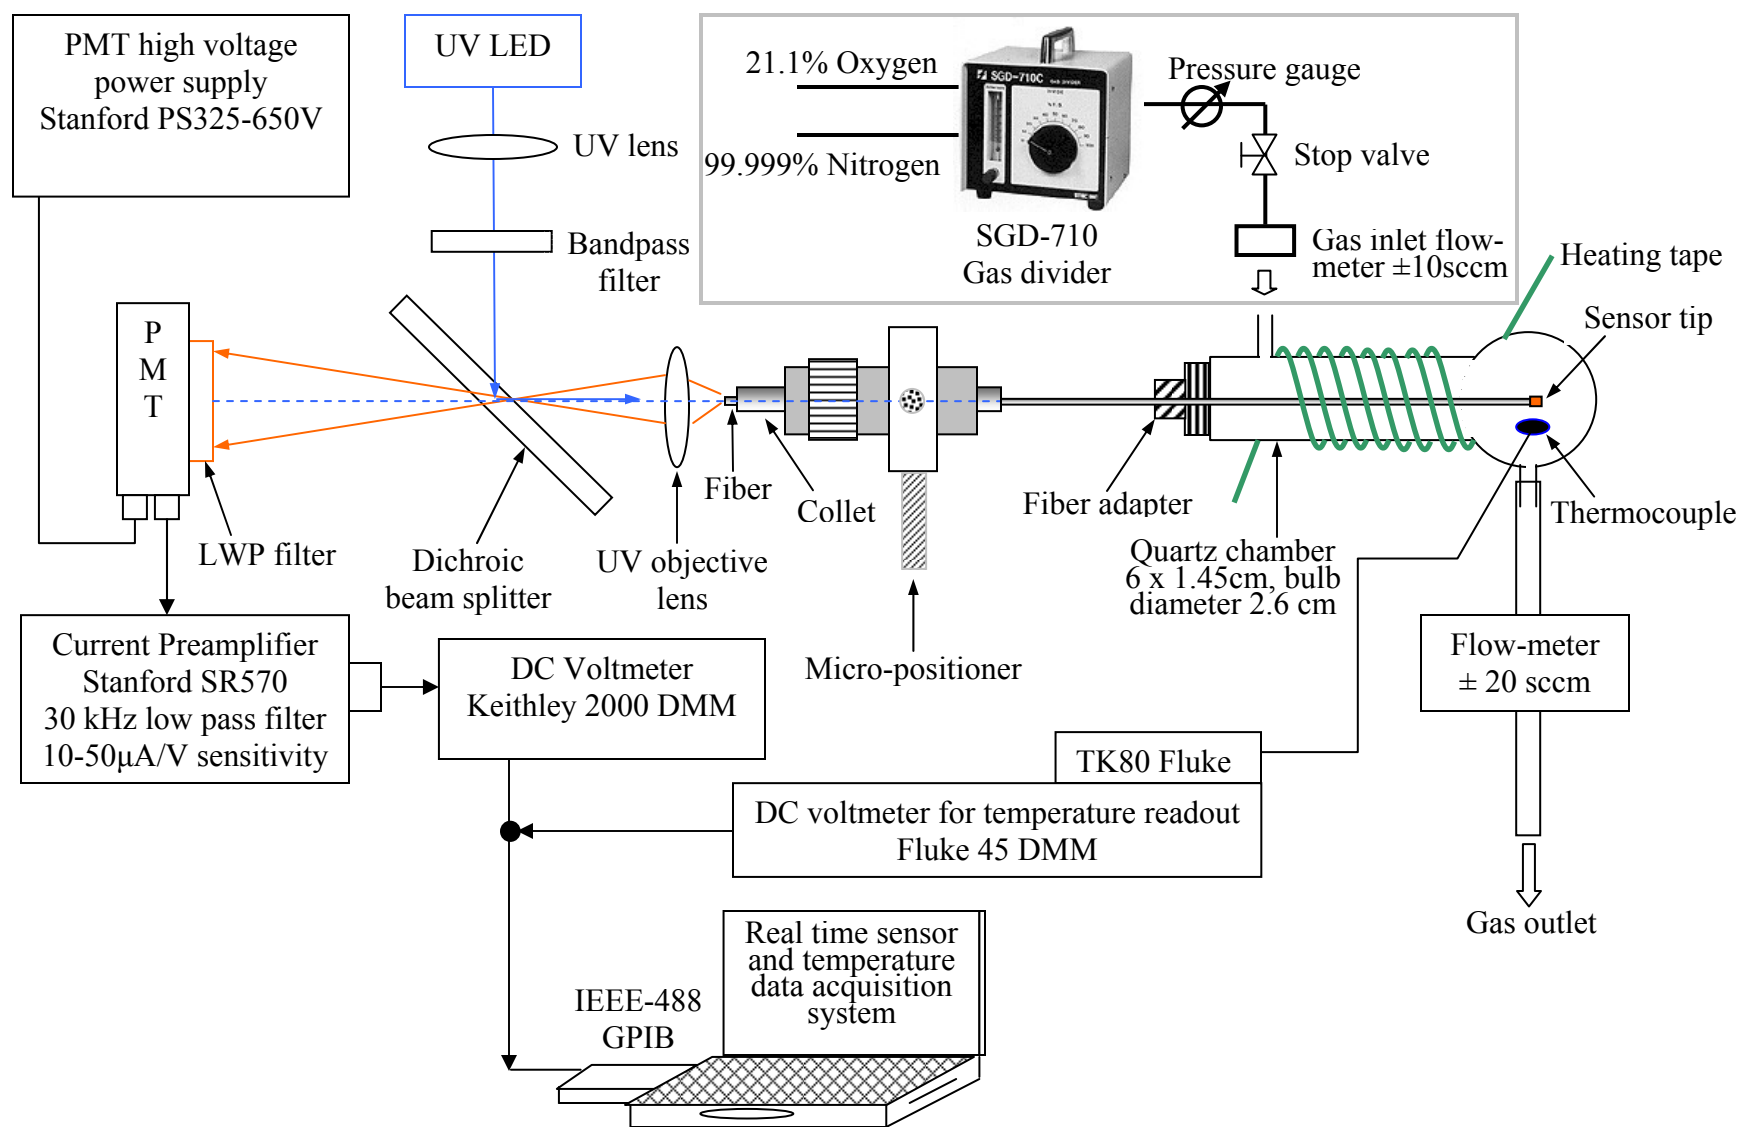 PMT high voltage
power supply
Stanford PS325-650V
UV LED
UV lens
Bandpass
filter
21.1% Oxygen
99.999% Nitrogen
SGD-710C GAS DIVIDER
SGD-710
Gas divider
Pressure gauge
Stop valve
Gas inlet flow-
meter ±10sccm
Heating tape
Sensor tip
P
M
T
LWP filter
Dichroic
beam splitter
UV objective
lens
Fiber
Collet
Micro-positioner
Fiber adapter
Quartz chamber
6 x 1.45cm, bulb
diameter 2.6 cm
Thermocouple
Flow-meter
± 20 sccm
Gas outlet
Current Preamplifier
Stanford SR570
30 kHz low pass filter
10-50μA/V sensitivity
DC Voltmeter
Keithley 2000 DMM
TK80 Fluke
DC voltmeter for temperature readout
Fluke 45 DMM
Real time sensor
and temperature
data acquisition
system
IEEE-488
GPIB